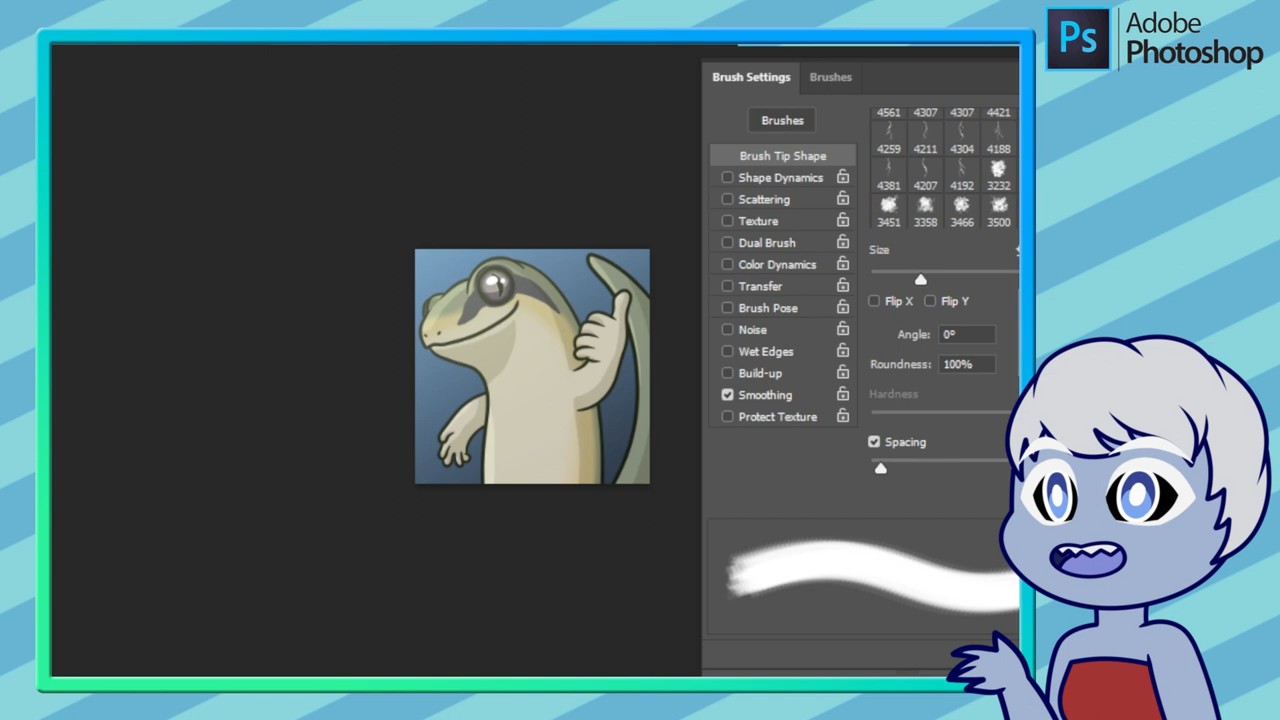 Ps
Adobe
Photoshop
Brush Settings
Brushes
Brushes
Brush Tip Shape
Shape Dynamics
Scattering
Texture
Dual Brush
Color Dynamics
Transfer
Brush Pose
Noise
Wet Edges
Build-up
Smoothing
Protect Texture
4561 4307 4307 4421
4259 4211 4304 4188
4381 4207 4192 3232
3451 3358 3466 3500
Size
Flip X Flip Y
Angle: 0º
Roundness: 100%
Hardness
Spacing